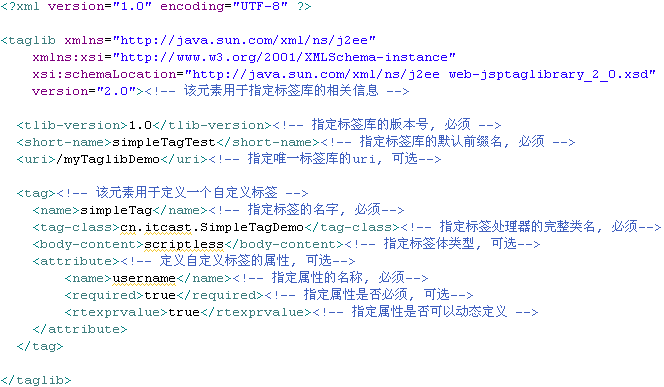 <?xml version="1.0" encoding="UTF-8" ?>
<taglib xmlns="http://java.sun.com/xml/ns/j2ee"
xmlns:xsi="http://www.w3.org/2001/XMLSchema-instance"
xsi:schemaLocation="http://java.sun.com/xml/ns/j2ee web-jsptaglibrary_2_0.xsd"
version="2.0"><!-- 该元素用于指定标签库的相关信息 -->
<tlib-version>1.0</tlib-version><!-- 指定标签库的版本号, 必须 -->
<short-name>simpleTagTest</short-name><!-- 指定标签库的默认前缀名, 必须 -->
<uri>/myTaglibDemo</uri><!-- 指定唯一标签库的uri, 可选-->
<tag><!-- 该元素用于定义一个自定义标签 -->
<name>simpleTag</name><!-- 指定标签的名字, 必须-->
<tag-class>cn.itcast.SimpleTagDemo</tag-class><!-- 指定标签处理器的完整类名, 必须-->
<body-content>scriptless</body-content><!-- 指定标签体类型, 可选-->
<attribute><!-- 定义自定义标签的属性, 可选-->
<name>username</name><!-- 指定属性的名称, 必须-->
<required>true</required><!-- 指定属性是否必须, 可选-->
<rtexprvalue>true</rtexprvalue><!-- 指定属性是否可以动态定义 -->
</attribute>
</tag>
</taglib>